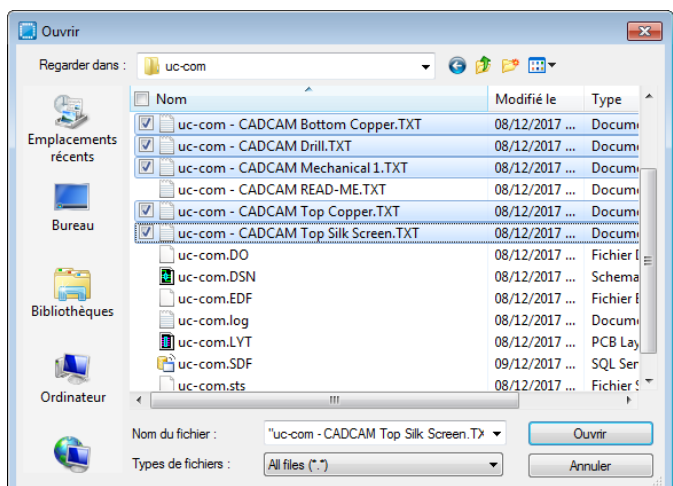 Ouvrir
Regarder dans : uc-com
Nom Modifié le Type
uc-com - CADCAM Bottom Copper.TXT 08/12/2017 ... Docum
uc-com - CADCAM Drill.TXT 08/12/2017 ... Docum
uc-com - CADCAM Mechanical 1.TXT 08/12/2017 ... Docum
uc-com - CADCAM READ-ME.TXT 08/12/2017 ... Docum
uc-com - CADCAM Top Copper.TXT 08/12/2017 ... Docum
uc-com - CADCAM Top Silk Screen.TXT 08/12/2017 ... Docum
uc-com.DO 08/12/2017 ... Fichier
uc-com.DSN 08/12/2017 ... Schema
uc-com.EDF 08/12/2017 ... Fichier
uc-com.log 08/12/2017 ... Docum
uc-com.LYT 08/12/2017 ... PCB Lay
uc-com.SDF 09/12/2017 ... SQL Ser
uc-com.sts 08/12/2017 ... Fichier
Emplacements
récents
Bureau
Bibliothèques
Ordinateur
Nom du fichier : "uc-com - CADCAM Top Silk Screen.TX Ouvrir
Types de fichiers : All files (*.*) Annuler